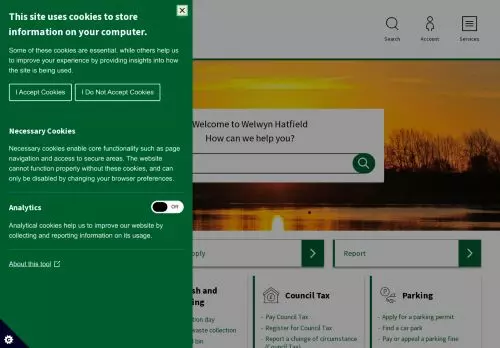 This site uses cookies to store
information on your computer.
Some of these cookies are essential, while others help us
to improve your experience by providing insights into how
the site is being used.
I Accept Cookies
I Do Not Accept Cookies
Necessary Cookies
Necessary cookies enable core functionality such as page
navigation and access to secure areas. The website
cannot function properly without these cookies, and can
only be disabled by changing your browser preferences.
Analytics
Off
Analytical cookies help us to improve our website by
collecting and reporting information on its usage.
About this tool
Search
Account
Services
Welcome to Welwyn Hatfield
How can we help you?
Report
Council Tax
Pay Council Tax
Register for Council Tax
Report a change of circumstance
(Council Tax)
Parking
Apply for a parking permit
Find a car park
Pay or appeal a parking fine
waste collection
bin